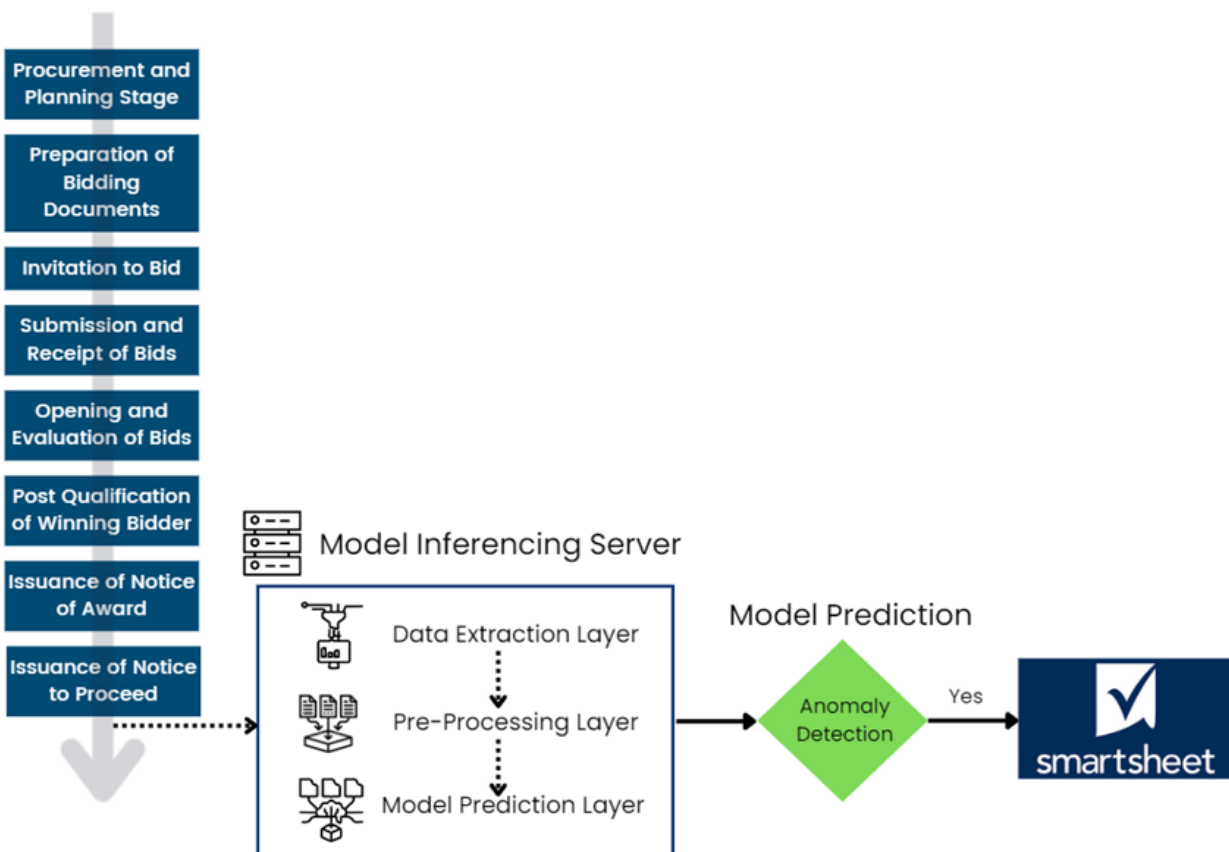 Procurement and
Planning Stage
Preparation of
Bidding
Documents
Invitation to Bid
Submission and
Receipt of Bids
Opening and
Evaluation of Bids
Post Qualification
of Winning Bidder
Issuance of Notice
of Award
Issuance of Notice
to Proceed
Model Inferencing Server
Data Extraction Layer
Pre-Processing Layer
Model Prediction Layer
Model Prediction
Anomaly
Detection
Yes
smartsheet